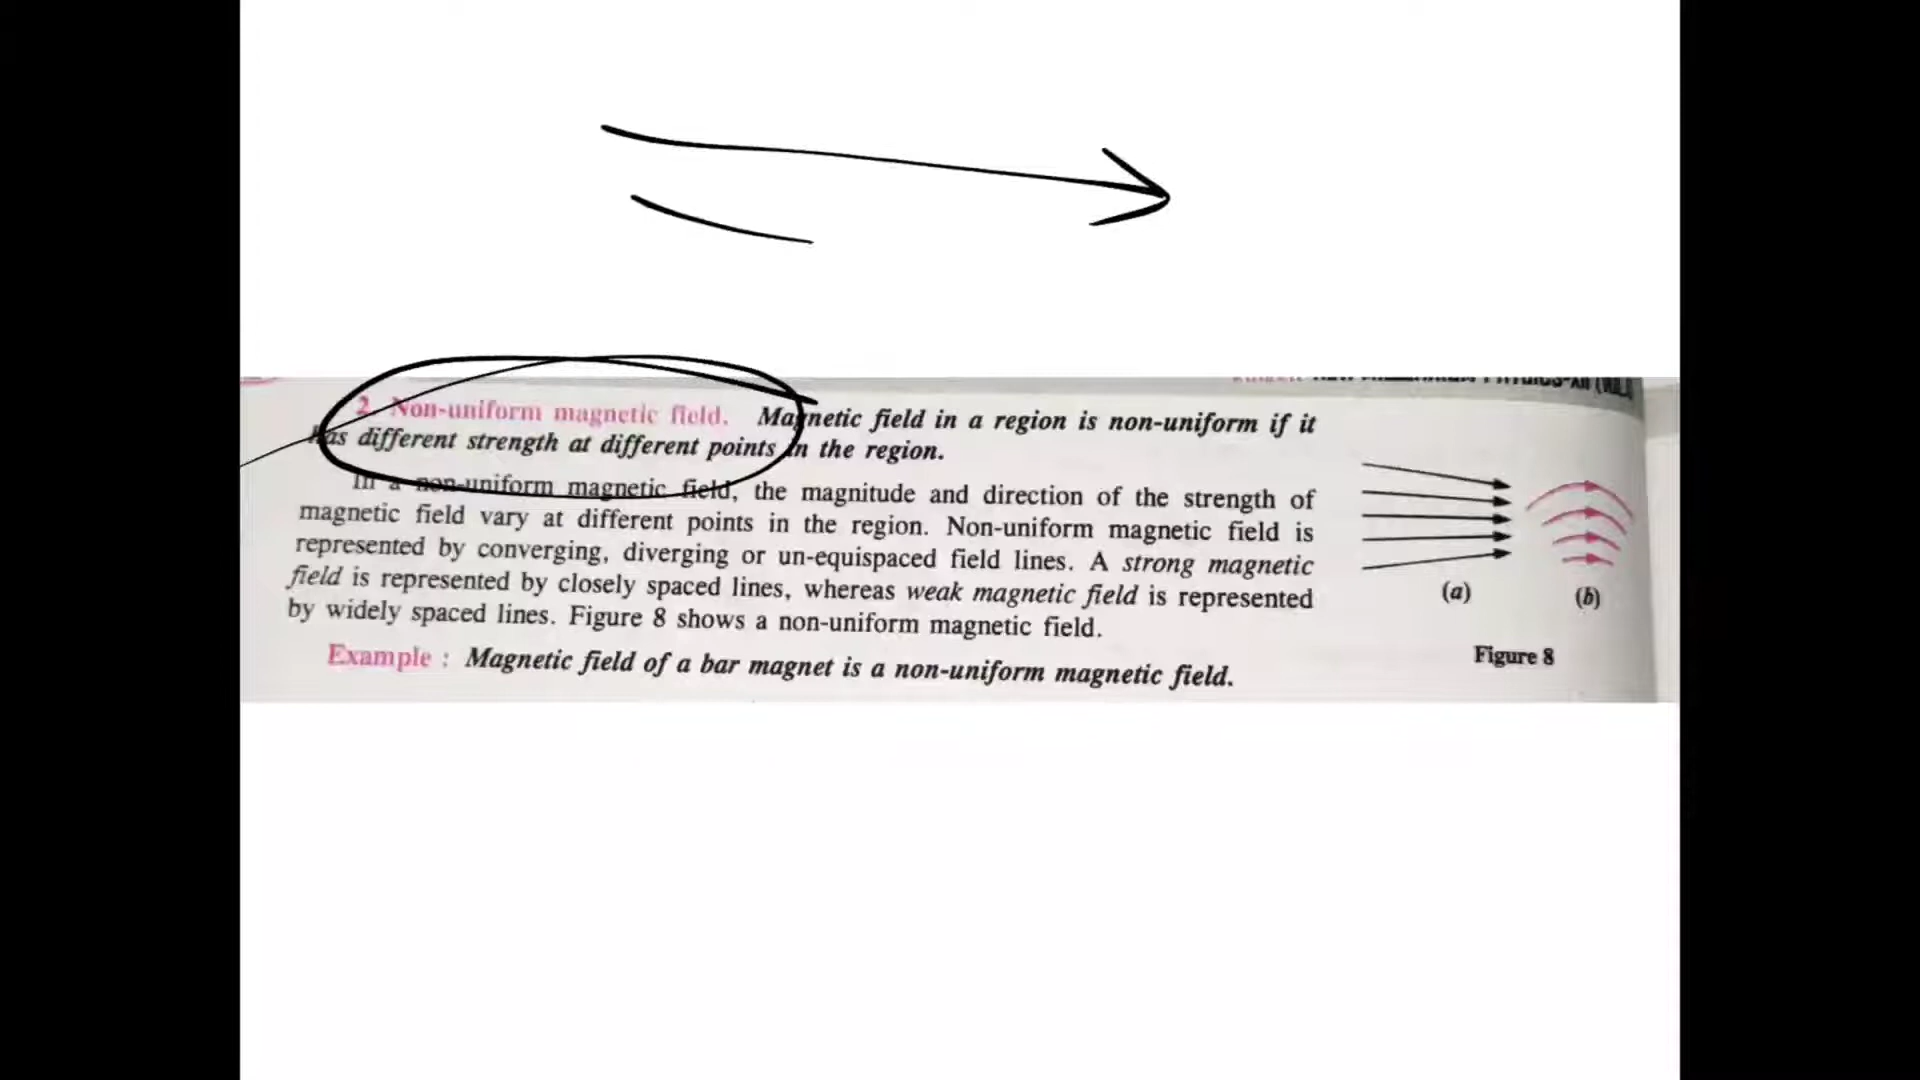 2. Non-uniform magnetic field. Magnetic field in a region is non-uniform if it
has different strength at different points in the region.
In a non-uniform magnetic field, the magnitude and direction of the strength of
magnetic field vary at different points in the region. Non-uniform magnetic field is
represented by converging, diverging or un-equispaced field lines. A strong magnetic
field is represented by closely spaced lines, whereas weak magnetic field is represented
by widely spaced lines. Figure 8 shows a non-uniform magnetic field.
Example : Magnetic field of a bar magnet is a non-uniform magnetic field.
(a)
(b)
Figure 8